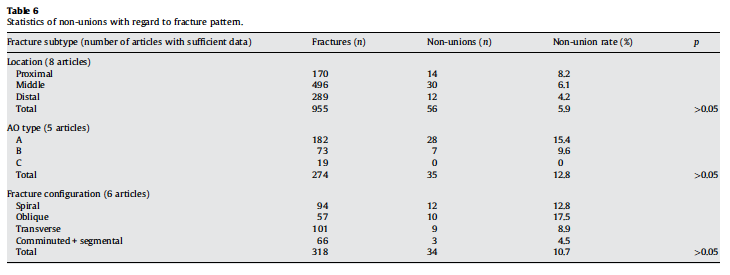 Table 6
Statistics of non-unions with regard to fracture pattern.
Fracture subtype (number of articles with sufficient data) Fractures (n) Non-unions (n) Non-union rate (%) p
Location (8 articles)
Proximal 170 14 8.2
Middle 496 30 6.1
Distal 289 12 4.2
Total 955 56 5.9 >0.05
AO type (5 articles)
A 182 28 15.4
B 73 7 9.6
C 19 0 0
Total 274 35 12.8 >0.05
Fracture configuration (6 articles)
Spiral 94 12 12.8
Oblique 57 10 17.5
Transverse 101 9 8.9
Comminuted + segmental 66 3 4.5
Total 318 34 10.7 >0.05